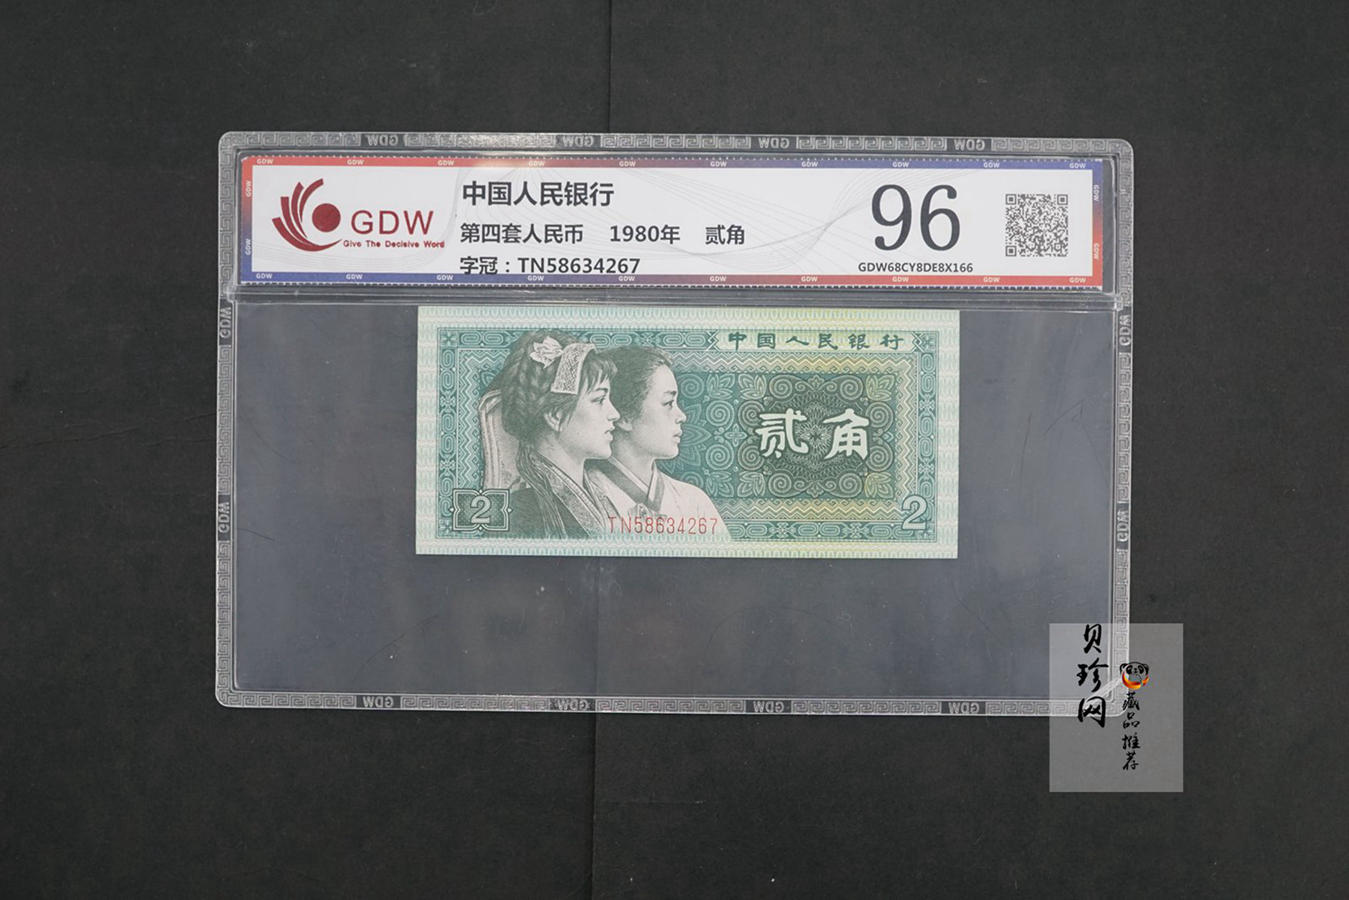 GDW
Give The Decisive Word
中国人民银行
第四套人民币 1980年 贰角
字冠：TN58634267
96
GDW68CY8DE8X166
中国人民银行
贰角
2
TN58634267
2
贝珍网
藏品推荐